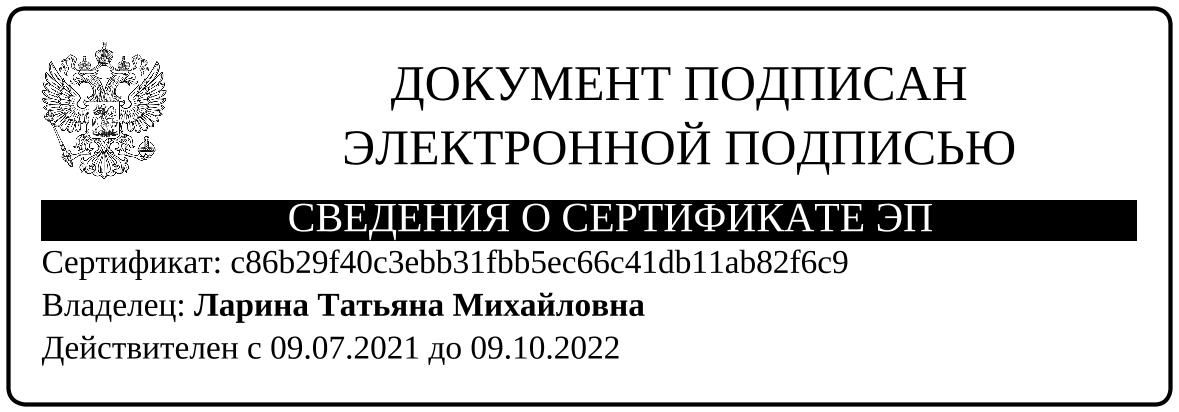 ДОКУМЕНТ ПОДПИСАН
ЭЛЕКТРОННОЙ ПОДПИСЬЮ
СВЕДЕНИЯ О СЕРТИФИКАТЕ ЭП
Сертификат: c86b29f40c3ebb31fbb5ec66c41db11ab82f6c9
Владелец: Ларина Татьяна Михайловна
Действителен с 09.07.2021 до 09.10.2022